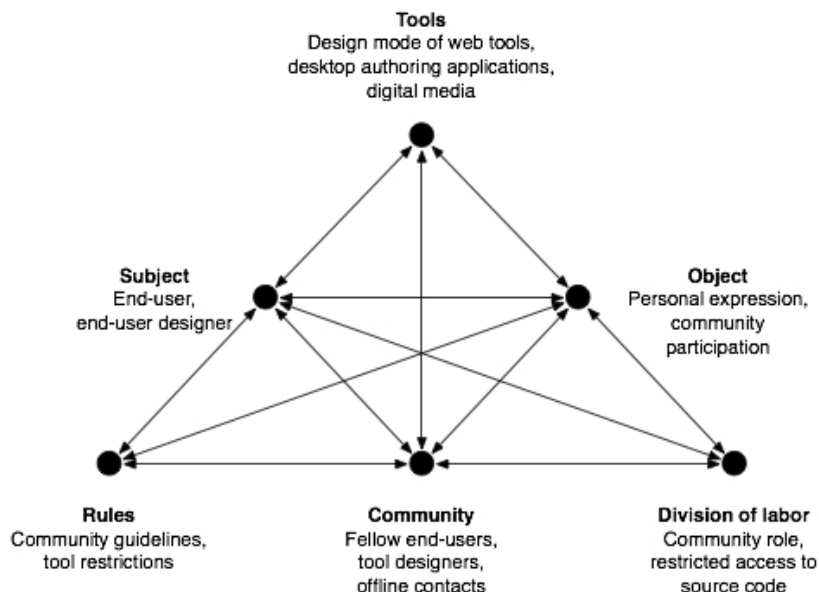 Tools
Design mode of web tools,
desktop authoring applications,
digital media
Subject
End-user,
end-user designer
Object
Personal expression,
community
participation
Rules
Community guidelines,
tool restrictions
Community
Fellow end-users,
tool designers,
offline contacts
Division of labor
Community role,
restricted access to
source code